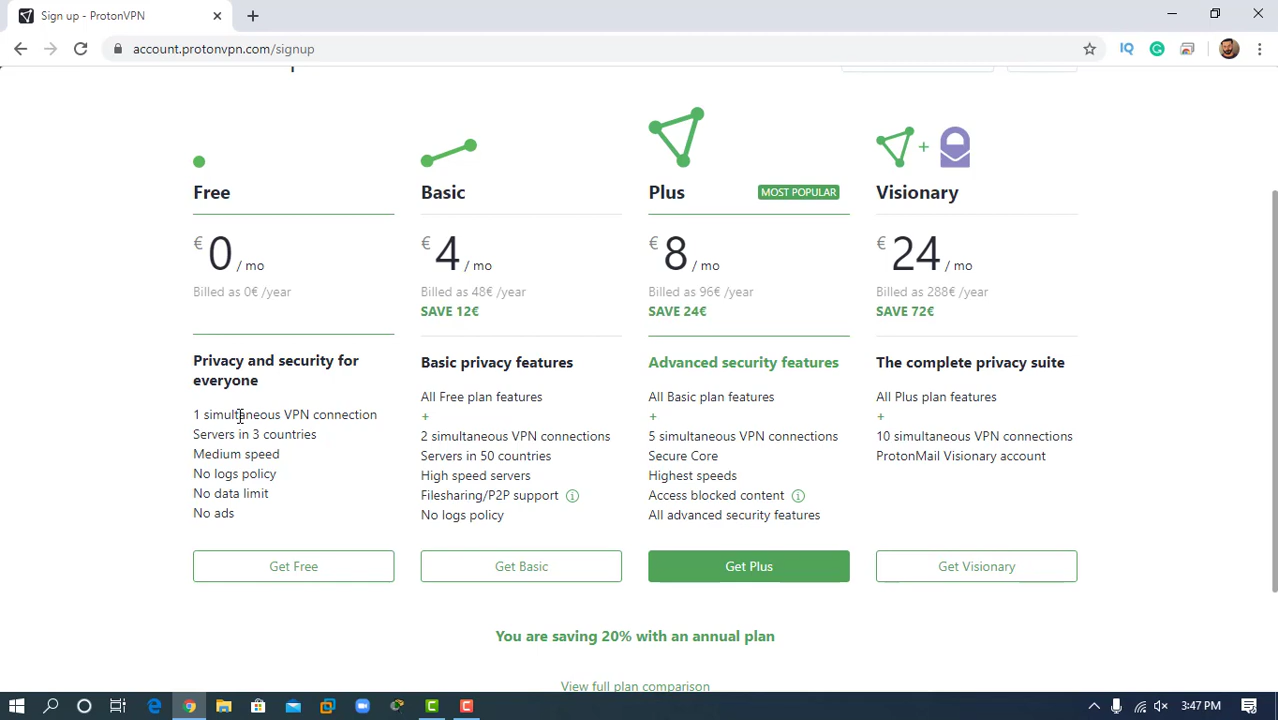 Sign up - ProtonVPN
account.protonvpn.com/signup
IQ
Free
€ 0 / mo
Billed as 0€ /year
Privacy and security for
everyone
1 simultaneous VPN connection
Servers in 3 countries
Medium speed
No logs policy
No data limit
No ads
Get Free
Basic
€ 4 / mo
Billed as 48€ /year
SAVE 12€
Basic privacy features
All Free plan features
+
2 simultaneous VPN connections
Servers in 50 countries
High speed servers
Filesharing/P2P support
No logs policy
Get Basic
Plus
MOST POPULAR
€ 8 / mo
Billed as 96€ /year
SAVE 24€
Advanced security features
All Basic plan features
+
5 simultaneous VPN connections
Secure Core
Highest speeds
Access blocked content
All advanced security features
Get Plus
+
Visionary
€ 24 / mo
Billed as 288€ /year
SAVE 72€
The complete privacy suite
All Plus plan features
+
10 simultaneous VPN connections
ProtonMail Visionary account
Get Visionary
You are saving 20% with an annual plan
View full plan comparison
3:47 PM